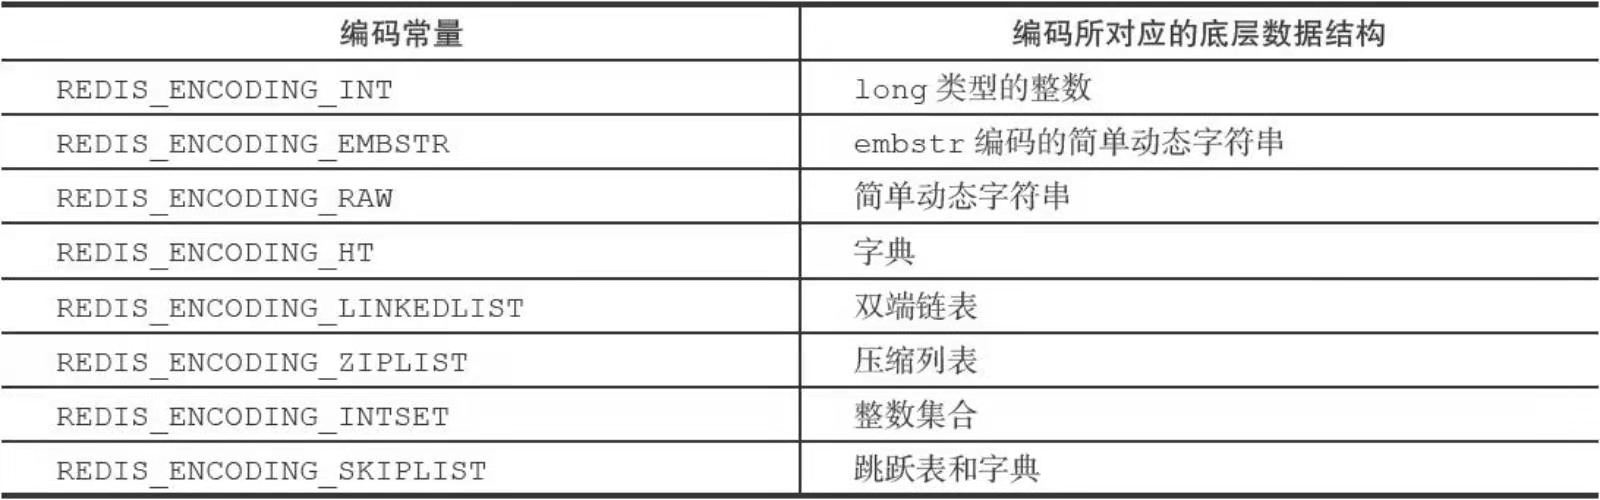 编码常量 编码所对应的底层数据结构
REDIS_ENCODING_INT long 类型的整数
REDIS_ENCODING_EMBSTR embstr 编码的简单动态字符串
REDIS_ENCODING_RAW 简单动态字符串
REDIS_ENCODING_HT 字典
REDIS_ENCODING_LINKEDLIST 双端链表
REDIS_ENCODING_ZIPLIST 压缩列表
REDIS_ENCODING_INTSET 整数集合
REDIS_ENCODING_SKIPLIST 跳跃表和字典